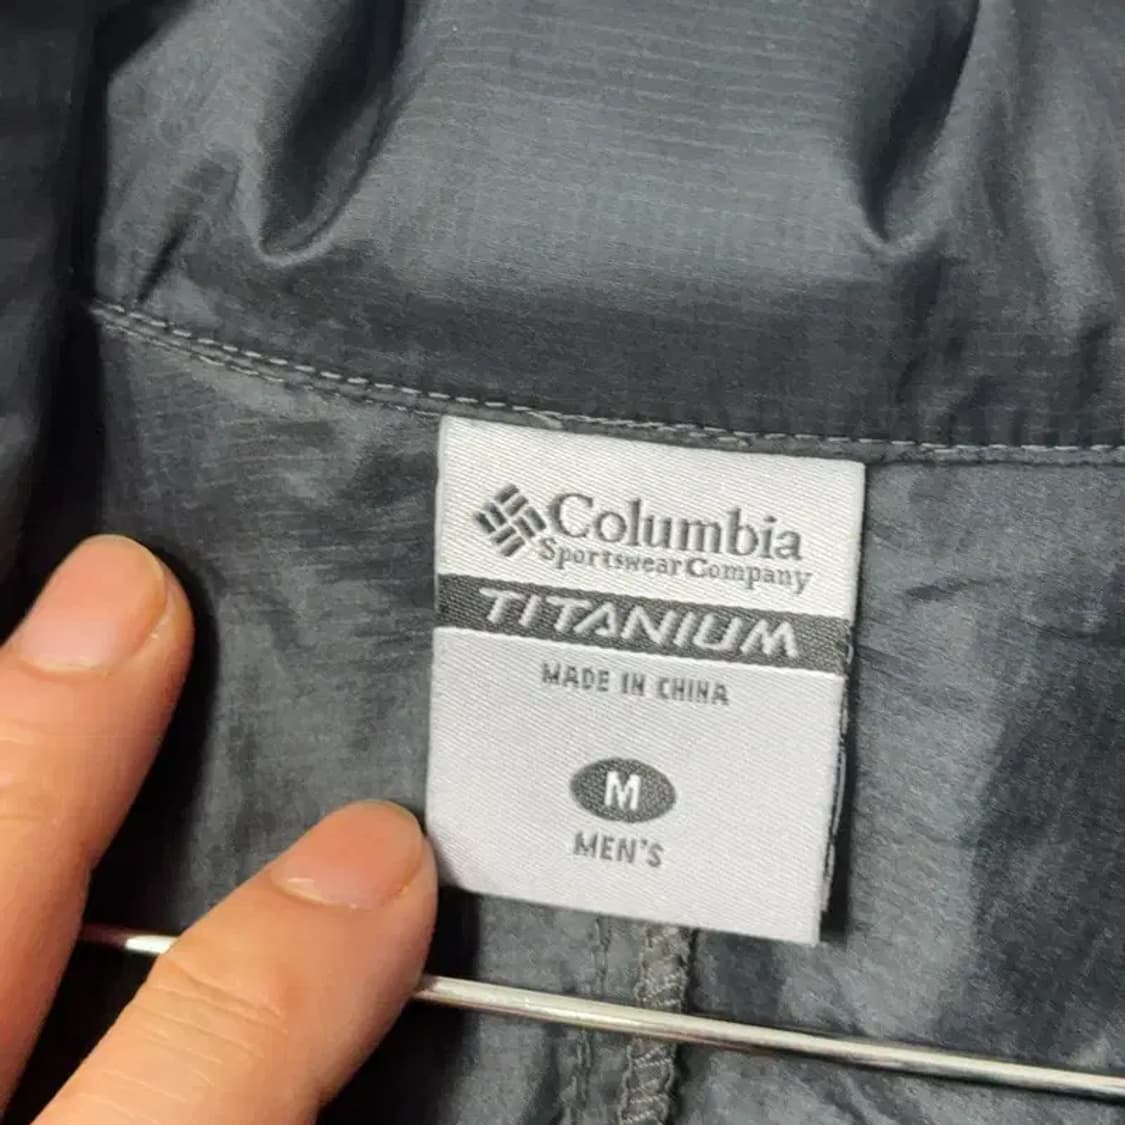 Columbia
Sportswear Company
TITANIUM
MADE IN CHINA
M
MEN'S